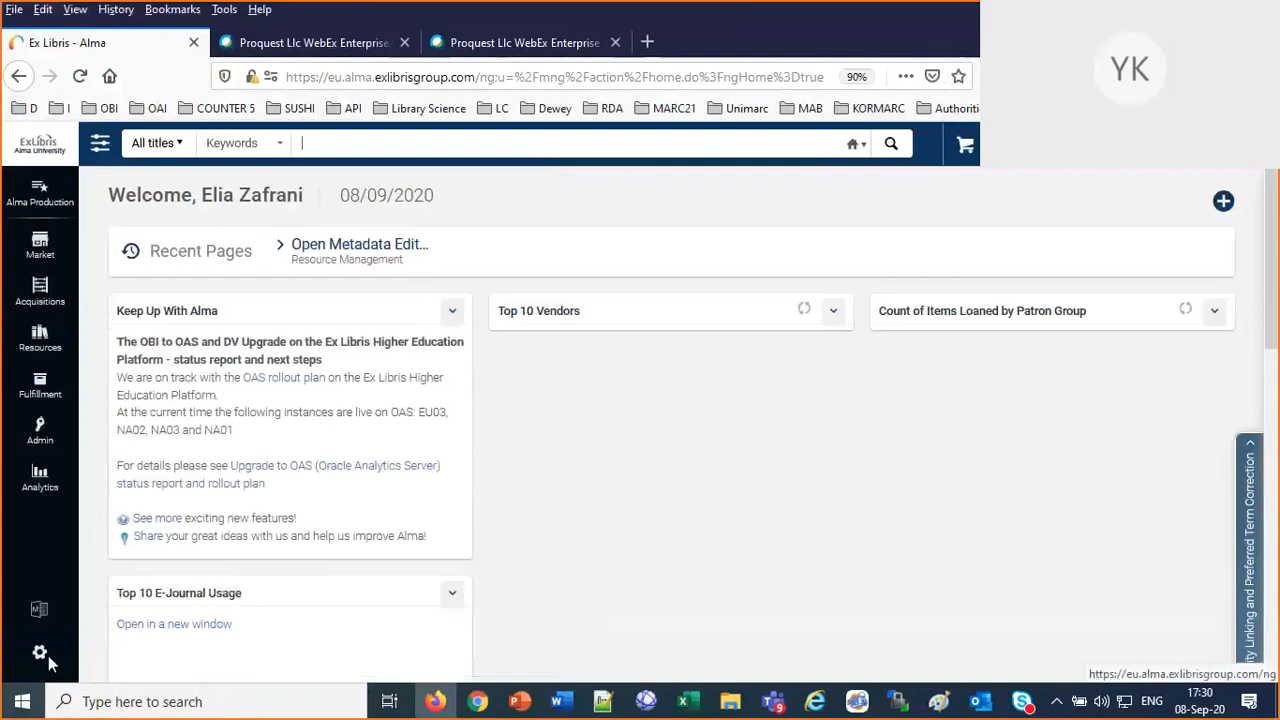 File Edit View History Bookmarks Tools Help
Ex Libris - Alma
Proquest Llc WebEx Enterprise
Proquest Llc WebEx Enterprise
https://eu.alma.exlibrisgroup.com/ng:u=%2Fmng%2Faction%2Fhome.do%3FngHome%3Dtrue 90%
D I OBI OAI COUNTER 5 SUSHI API Library Science LC Dewey RDA MARC21 Unimarc MAB KORMARC Authoriti
YK
ExLibris
Alma University
All titles Keywords
Alma Production
Market
Acquisitions
Resources
Fulfillment
Admin
Analytics
Welcome, Elia Zafrani 08/09/2020
Recent Pages Open Metadata Edit...
Resource Management
Keep Up With Alma
The OBI to OAS and DV Upgrade on the Ex Libris Higher Education
Platform - status report and next steps
We are on track with the OAS rollout plan on the Ex Libris Higher
Education Platform.
At the current time the following instances are live on OAS: EU03,
NA02, NA03 and NA01
For details please see Upgrade to OAS (Oracle Analytics Server)
status report and rollout plan
See more exciting new features!
Share your great ideas with us and help us improve Alma!
Top 10 E-Journal Usage
Open in a new window
Top 10 Vendors
Count of Items Loaned by Patron Group
Linking and Preferred Term Correction
https://eu.alma.exlibrisgroup.com/ng
Type here to search
ENG
17:30
08-Sep-20